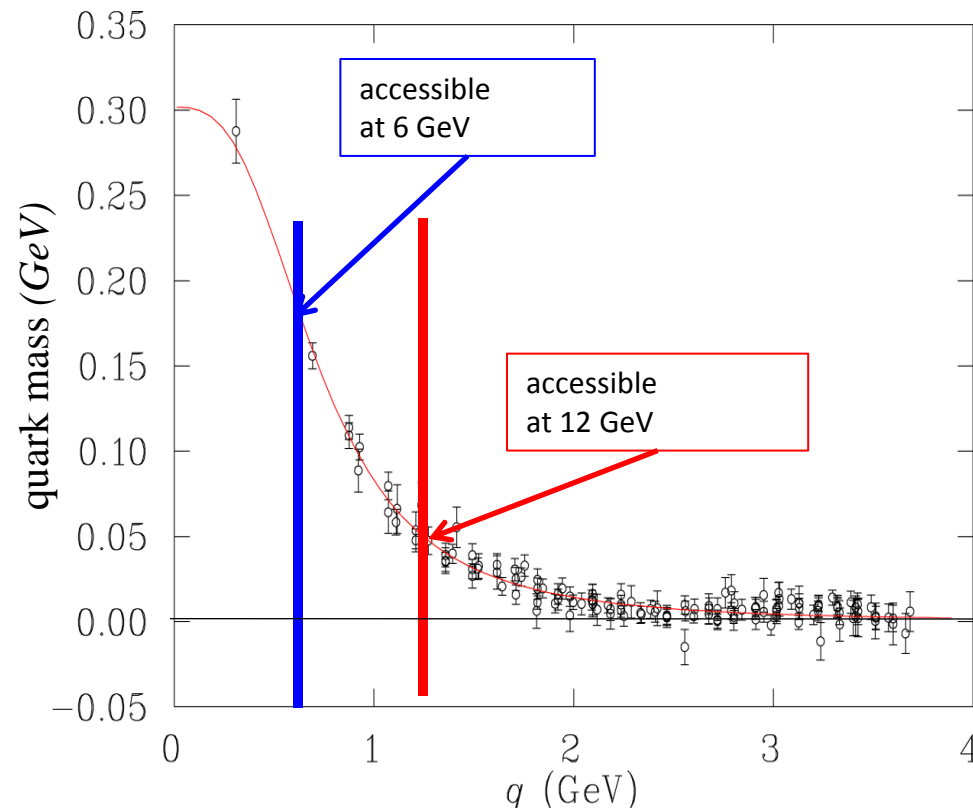 0.35
0.30
0.25
0.20
0.15
0.10
0.05
0.00
−0.05
quark mass (GeV)
accessible
at 6 GeV
accessible
at 12 GeV
0
1
2
3
4
q (GeV)